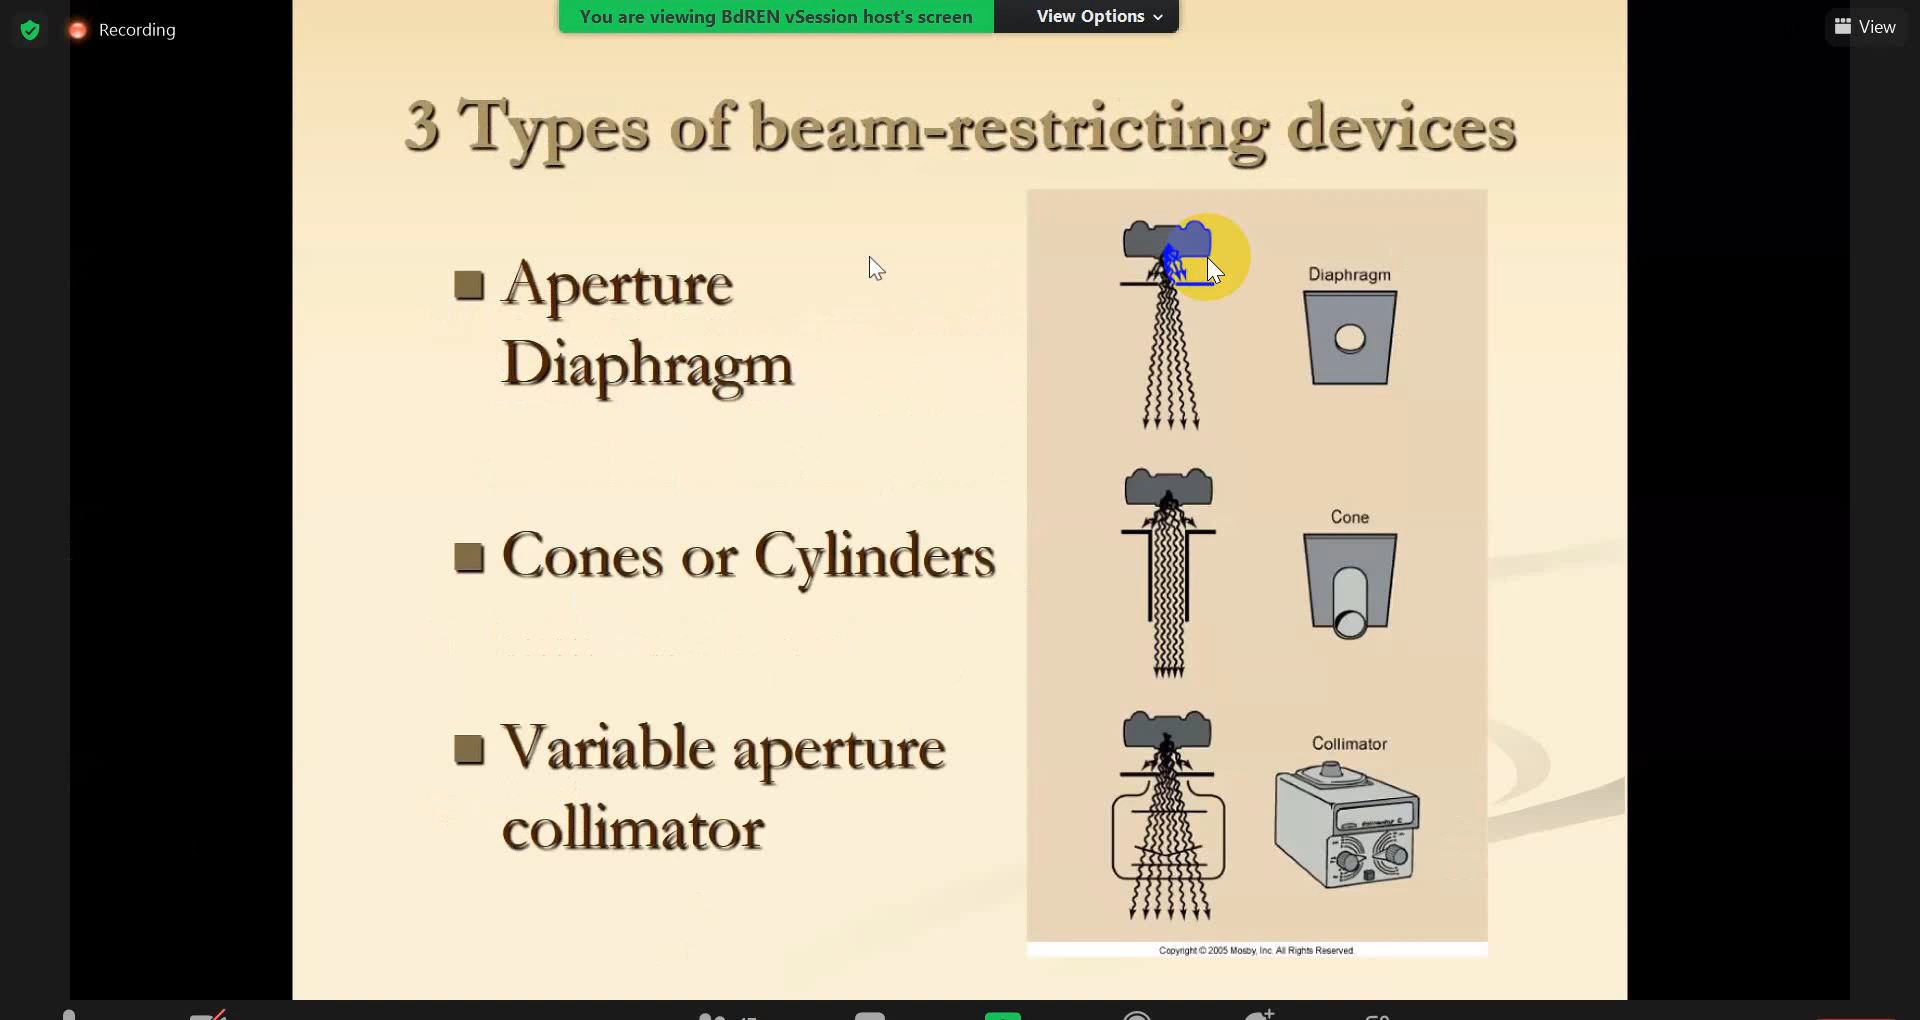 You are viewing BdREN vSession host's screen
View Options
Recording
View
3 Types of beam-restricting devices
Aperture
Diaphragm
Cones or Cylinders
Variable aperture
collimator
Diaphragm
Cone
Collimator
Copyright © 2005 Mosby, Inc. All Rights Reserved.